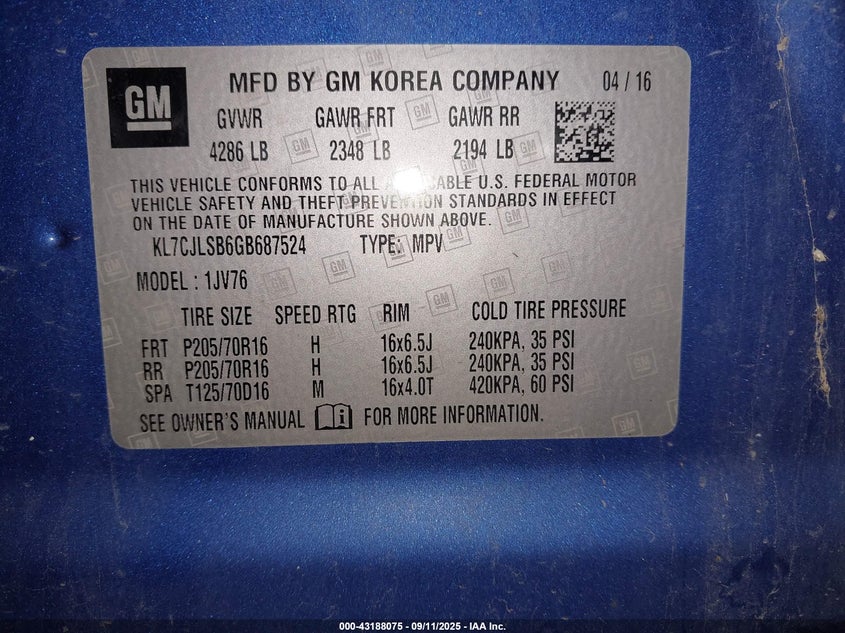 GM MFD BY GM KOREA COMPANY 04 / 16
GVWR GAWR FRT GAWR RR
4286 LB 2348 LB 2194 LB
THIS VEHICLE CONFORMS TO ALL U.S. FEDERAL MOTOR
VEHICLE SAFETY AND THEFT PREVENTION STANDARDS IN EFFECT
ON THE DATE OF MANUFACTURE SHOWN ABOVE.
KL7CJLSB6GB687524 TYPE: MPV
MODEL : 1JV76
TIRE SIZE SPEED RTG RIM COLD TIRE PRESSURE
FRT P205/70R16 H 16x6.5J 240KPA, 35 PSI
RR P205/70R16 H 16x6.5J 240KPA, 35 PSI
SPA T125/70D16 M 16x4.0T 420KPA, 60 PSI
SEE OWNER'S MANUAL FOR MORE INFORMATION.
000-43188075 - 09/11/2025 - IAA Inc.